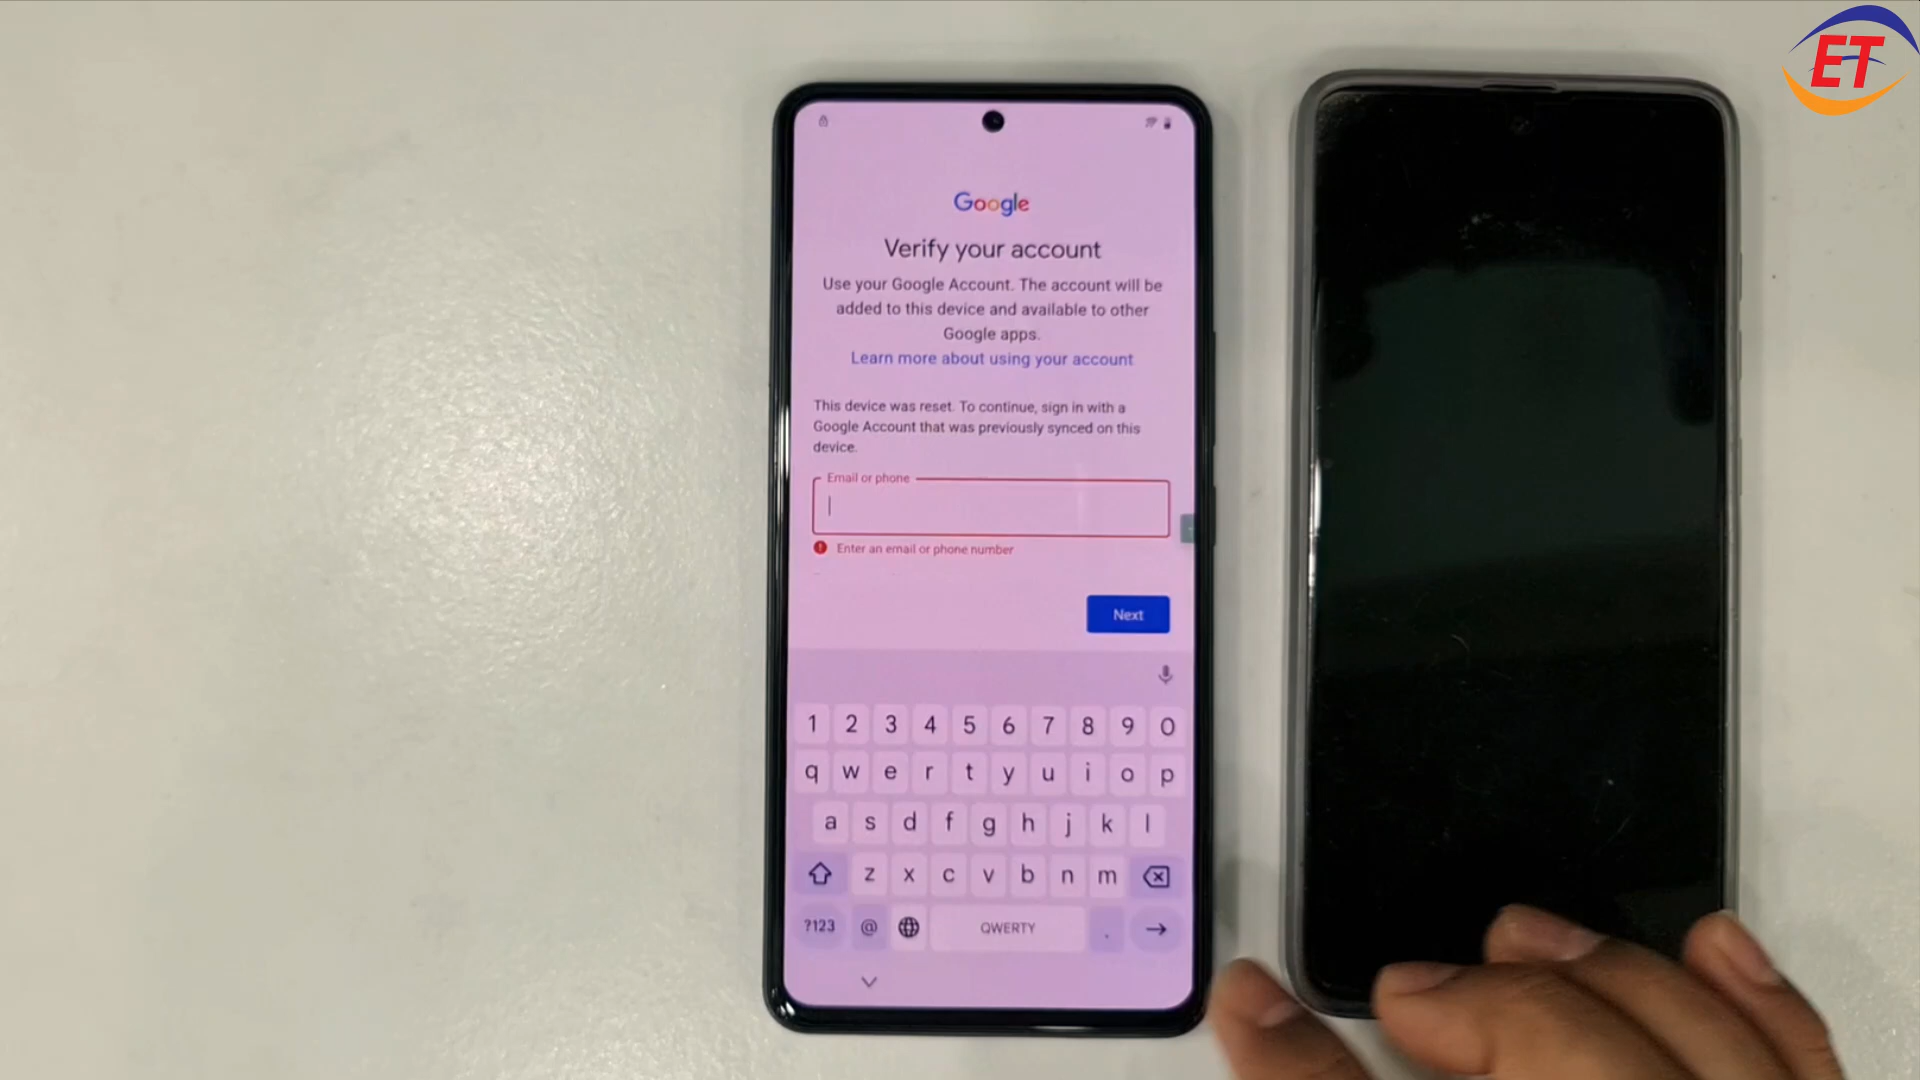 ET
Google
Verify your account
Use your Google Account. The account will be
added to this device and available to other
Google apps.
Learn more about using your account
This device was reset. To continue, sign in with a
Google Account that was previously synced on this
device.
Email or phone
Enter an email or phone number
Next
1 2 3 4 5 6 7 8 9 0
q w e r t y u i o p
a s d f g h j k l
z x c v b n m
?123 @ QWERTY .